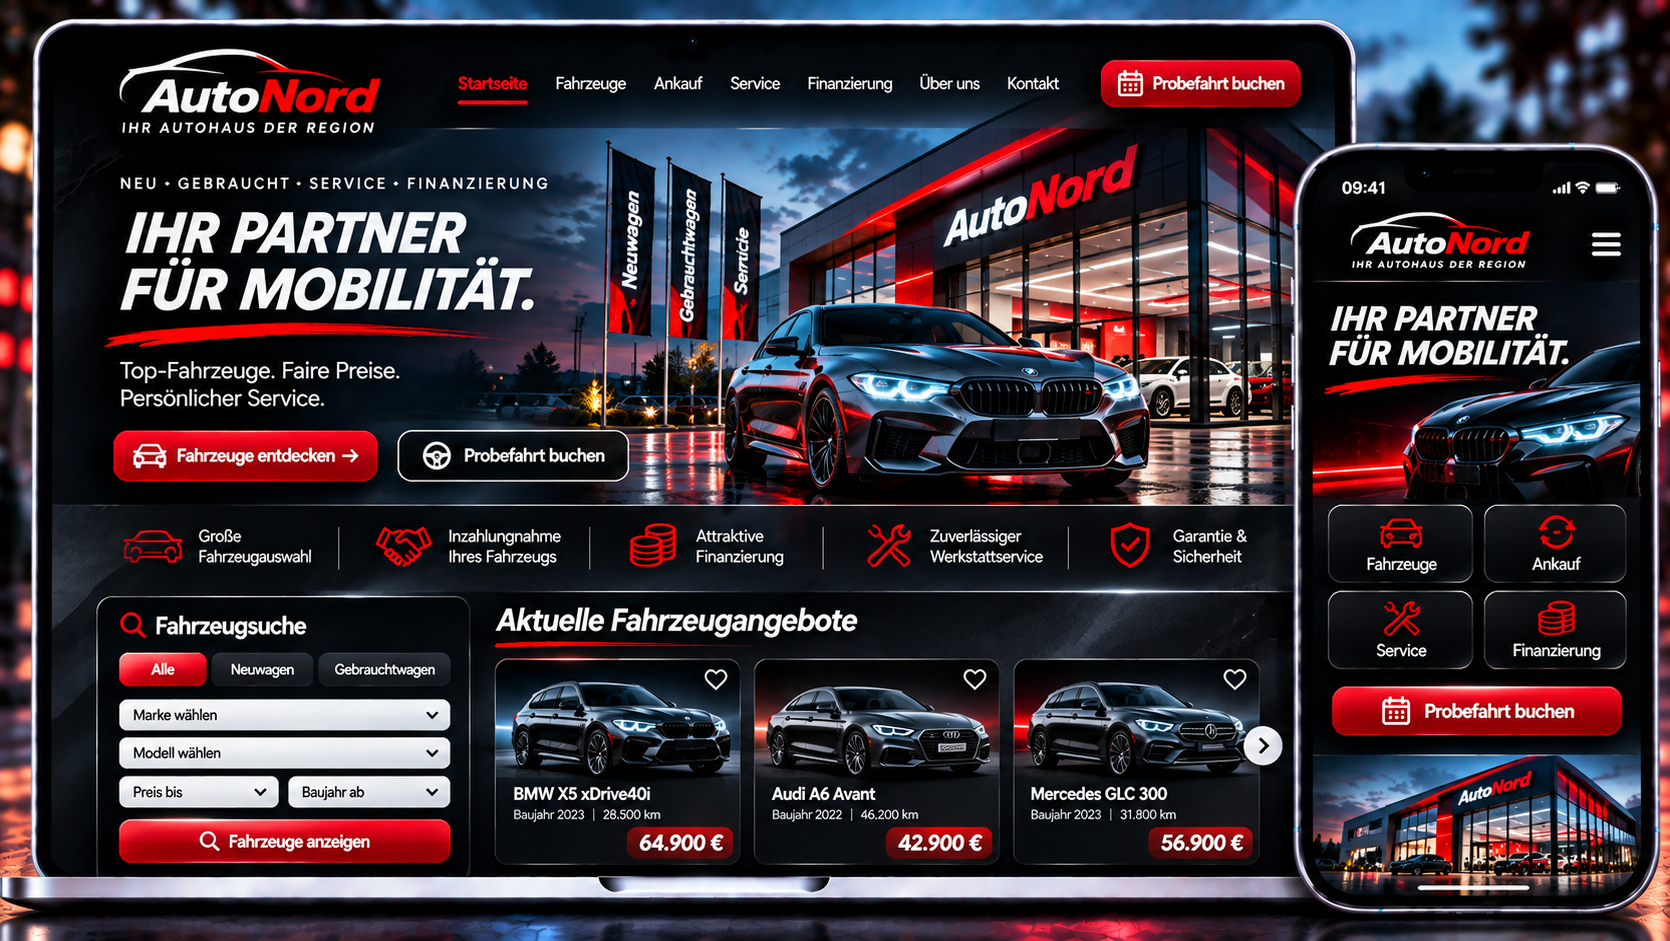 AutoNord
IHR AUTOHAUS DER REGION
Startseite
Fahrzeuge
Ankauf
Service
Finanzierung
Über uns
Kontakt
Probefahrt buchen
NEU • GEBRAUCHT • SERVICE • FINANZIERUNG
IHR PARTNER
FÜR MOBILITÄT.
Top-Fahrzeuge. Faire Preise.
Persönlicher Service.
Fahrzeuge entdecken →
Probefahrt buchen
Neuwagen
Gebrauchtwagen
AutoNord
Große
Fahrzeugauswahl
Inzahlungnahme
Ihres Fahrzeugs
Attraktive
Finanzierung
Zuverlässiger
Werkstattservice
Garantie &
Sicherheit
Fahrzeugsuche
Alle
Neuwagen
Gebrauchtwagen
Marke wählen
Modell wählen
Preis bis
Baujahr ab
Fahrzeuge anzeigen
Aktuelle Fahrzeugangebote
BMW X5 xDrive40i
Baujahr 2023 | 28.500 km
64.900 €
Audi A6 Avant
Baujahr 2022 | 46.200 km
42.900 €
Mercedes GLC 300
Baujahr 2023 | 31.800 km
56.900 €
09:41
AutoNord
IHR AUTOHAUS DER REGION
IHR PARTNER
FÜR MOBILITÄT.
Fahrzeuge
Ankauf
Service
Finanzierung
Probefahrt buchen
AutoNord